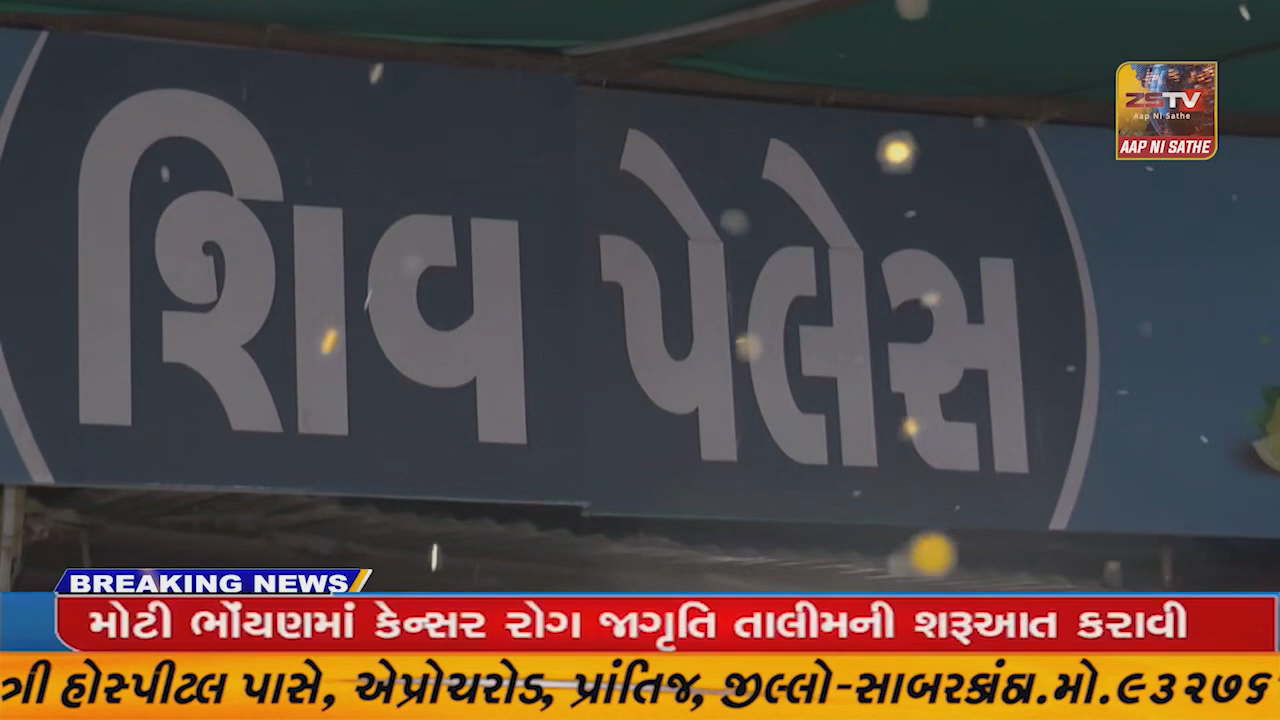 શિવ પેલેસ
ZSTV
Aap Ni Sathe
AAP NI SATHE
BREAKING NEWS
મોટી ભોંયણમાં કેન્સર રોગ જાગૃતિ તાલીમની શરૂઆત કરાવી
ત્રી હોસ્પીટલ પાસે, એપ્રોચરોડ, પ્રાંતિજ, જીલ્લો-સાબરકાંઠા.મો.૯૩૨૭૬